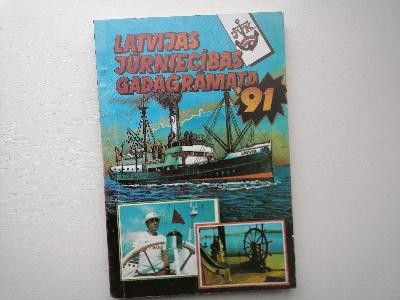 LATVIJAS
JŪRNIECĪBAS
GADAGRĀMATA
'91